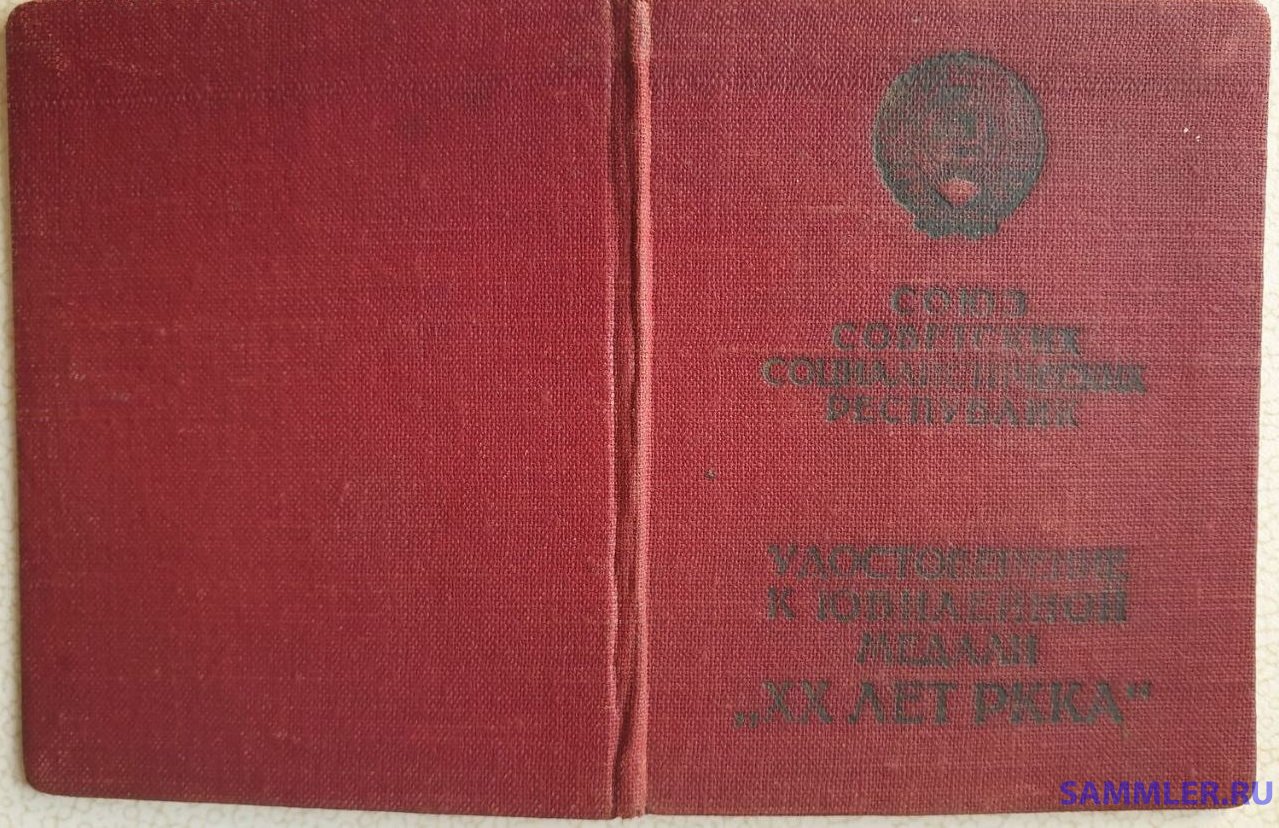 СОЮЗ
СОВЕТСКИХ
СОЦИАЛИСТИЧЕСКИХ
РЕСПУБЛИК
УДОСТОВЕРЕНИЕ
К ЮБИЛЕЙНОЙ
МЕДАЛИ
„XX ЛЕТ РККА“
SAMMLER.RU